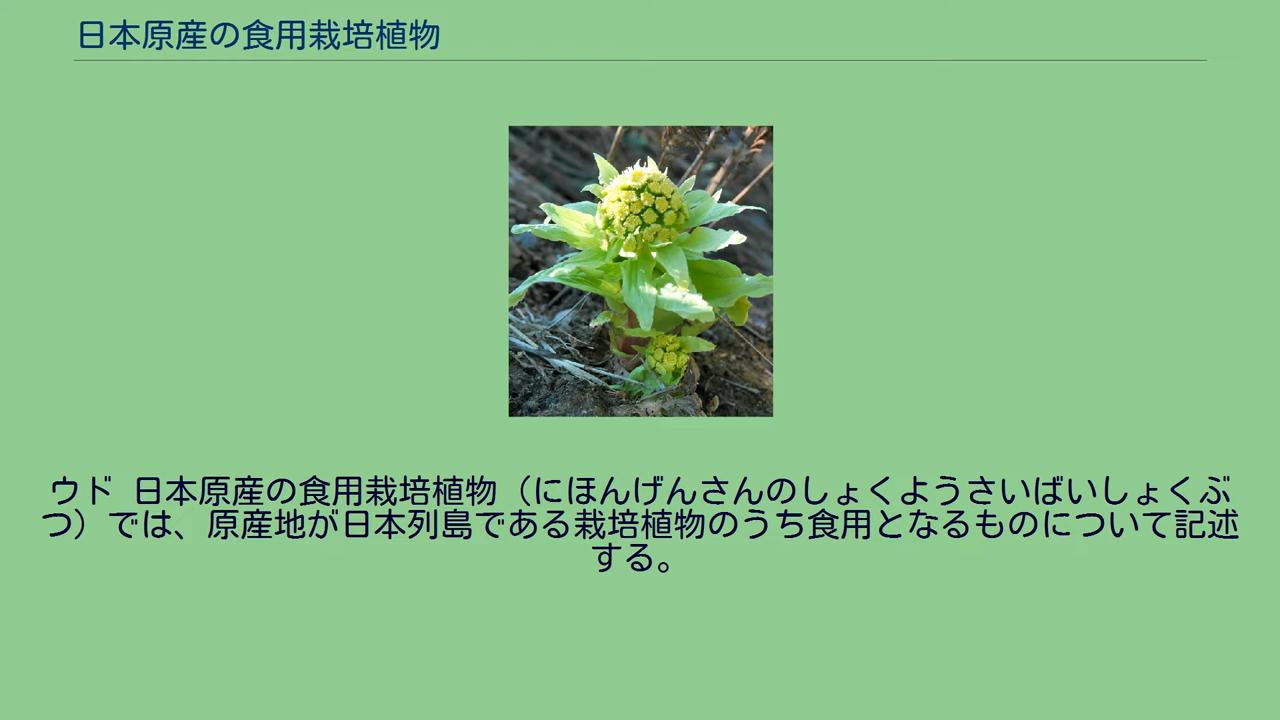 日本原産の食用栽培植物
ウド 日本原産の食用栽培植物（にほんげんさんのしょくようさいばいしょくぶ
つ）では、原産地が日本列島である栽培植物のうち食用となるものについて記述
する。